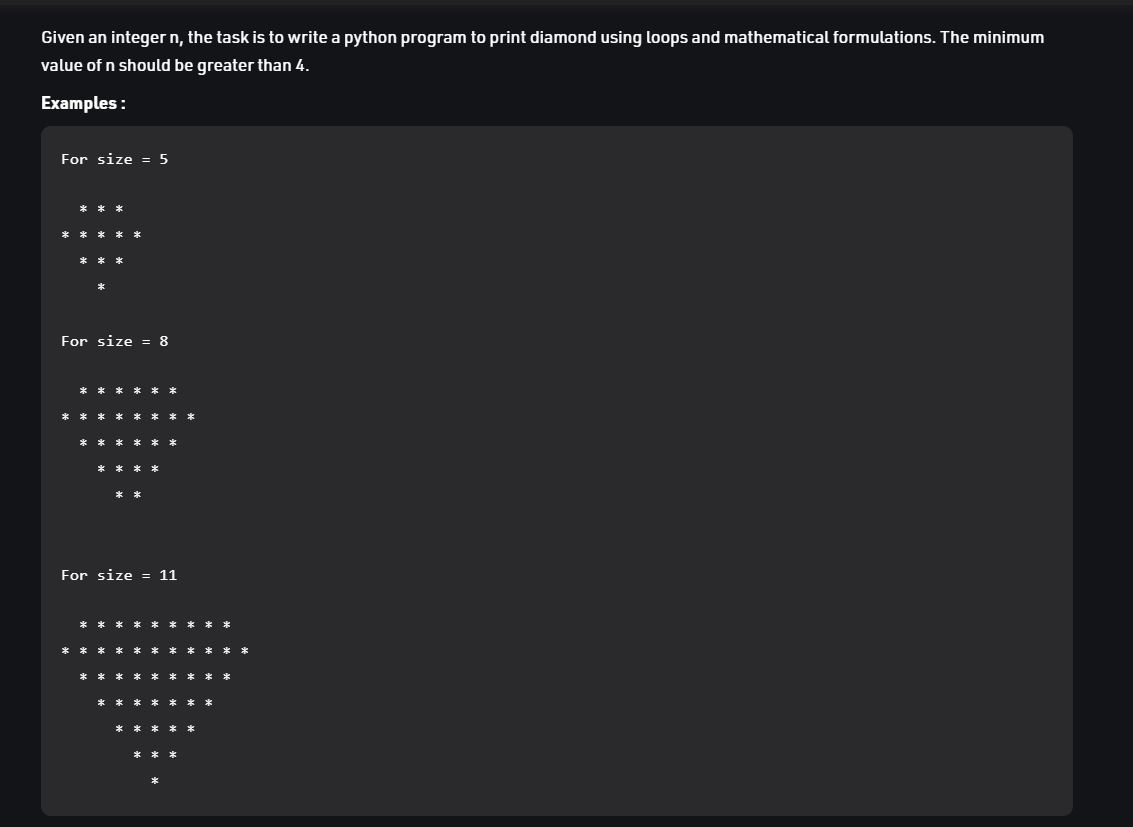 Given an integer n, the task is to write a python program to print diamond using loops and mathematical formulations. The minimum
value of n should be greater than 4.
Examples :
For size = 5
  * * *
* * * * *
  * * *
    *
For size = 8
  * * * * * *
* * * * * * * *
  * * * * * *
    * * * *
      * *
For size = 11
  * * * * * * * * *
* * * * * * * * * * *
  * * * * * * * * *
    * * * * * * *
      * * * * *
        * * *
          *